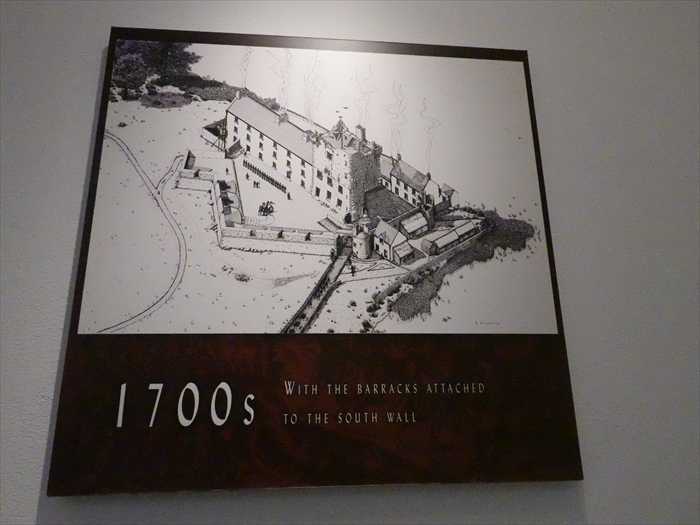 1700s
With the barracks attached
to the south wall